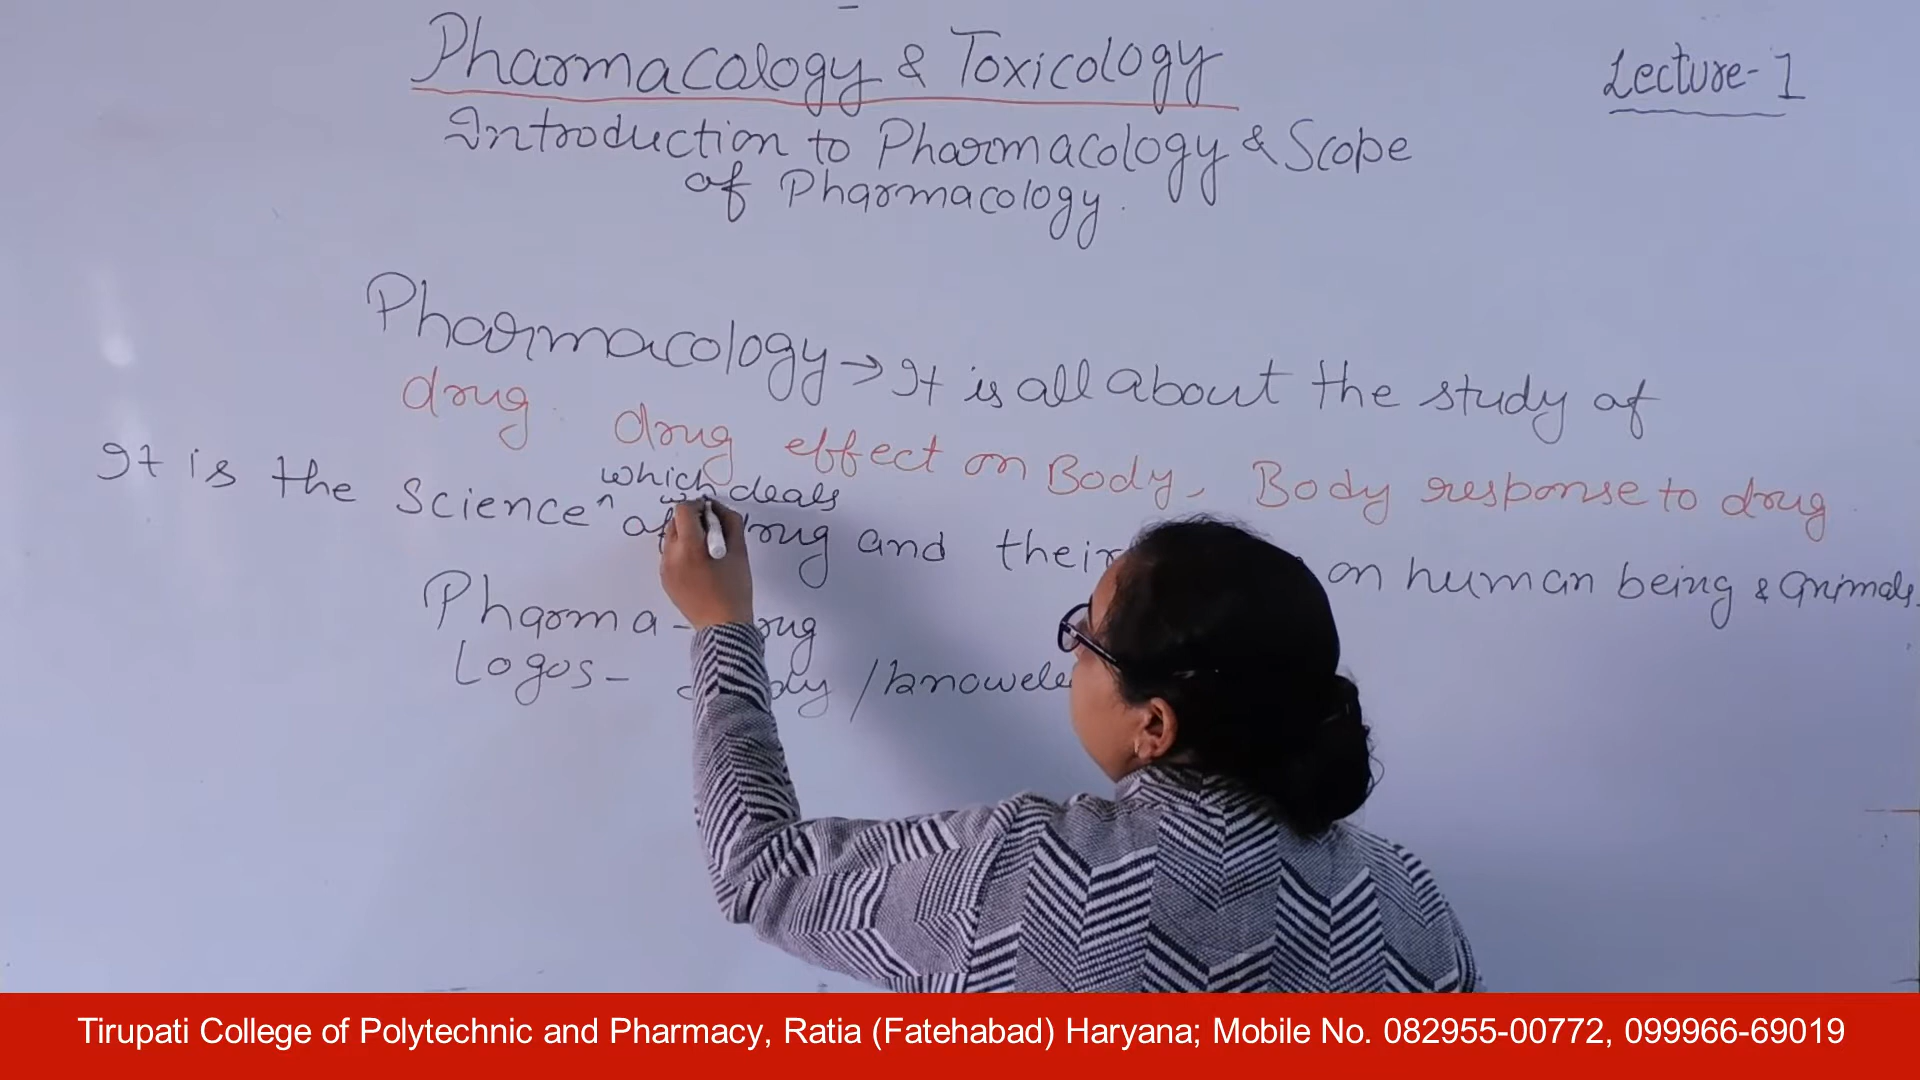 Pharmacology & Toxicology
Lecture-1
Introduction to Pharmacology & Scope
of Pharmacology.
Pharmacology → It is all about the study of
drug. drug effect on Body, Body response to drug
which deals
It is the Science ^ of drug and their on human being & animals.
Pharma - drug
Logos - study /
Tirupati College of Polytechnic and Pharmacy, Ratia (Fatehabad) Haryana; Mobile No. 082955-00772, 099966-69019